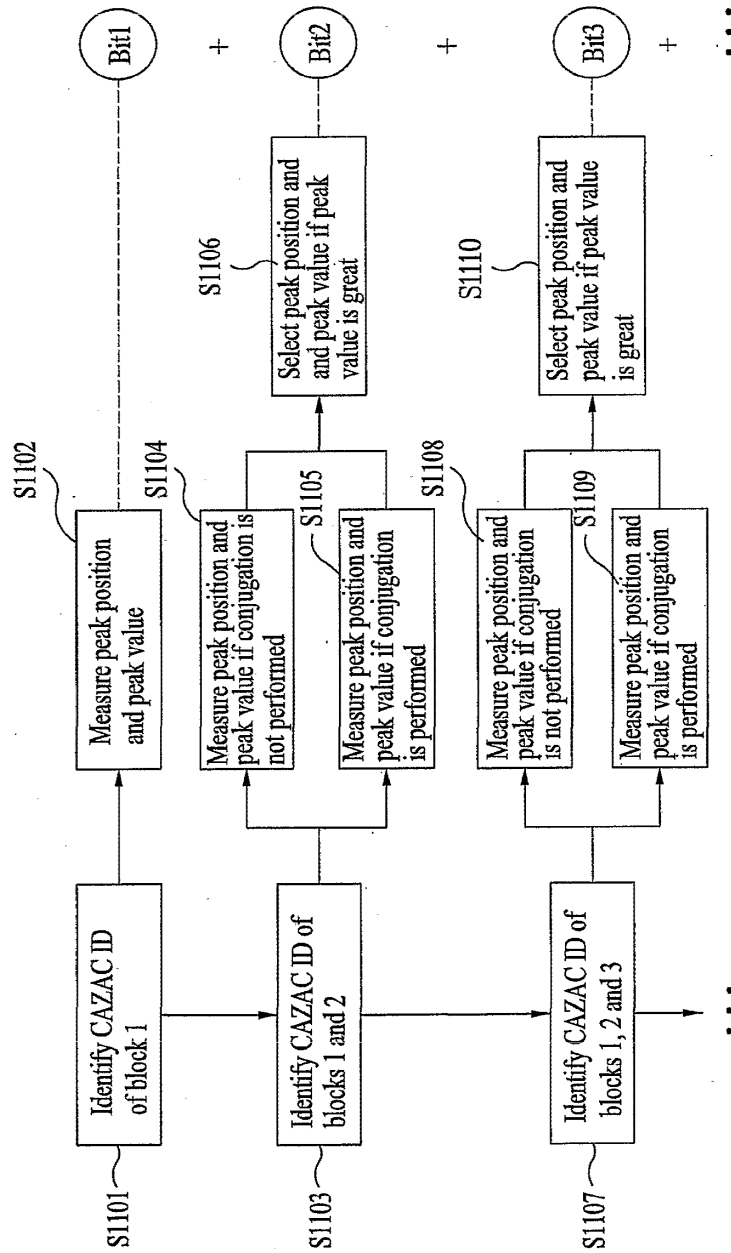 S1101
Identify CAZAC ID
of block 1
S1102
Measure peak position
and peak value
Bit1
+
S1103
Identify CAZAC ID of
blocks 1 and 2
S1104
Measure peak position and
peak value if conjugation is
not performed
S1105
Measure peak position and
peak value if conjugation
is performed
S1106
Select peak position and
and peak value if peak
value is great
Bit2
+
S1107
Identify CAZAC ID of
blocks 1, 2 and 3
S1108
Measure peak position and
peak value if conjugation
is not performed
S1109
Measure peak position and
peak value if conjugation
is performed
S1110
Select peak position and
peak value if peak value
is great
Bit3
+
...
...